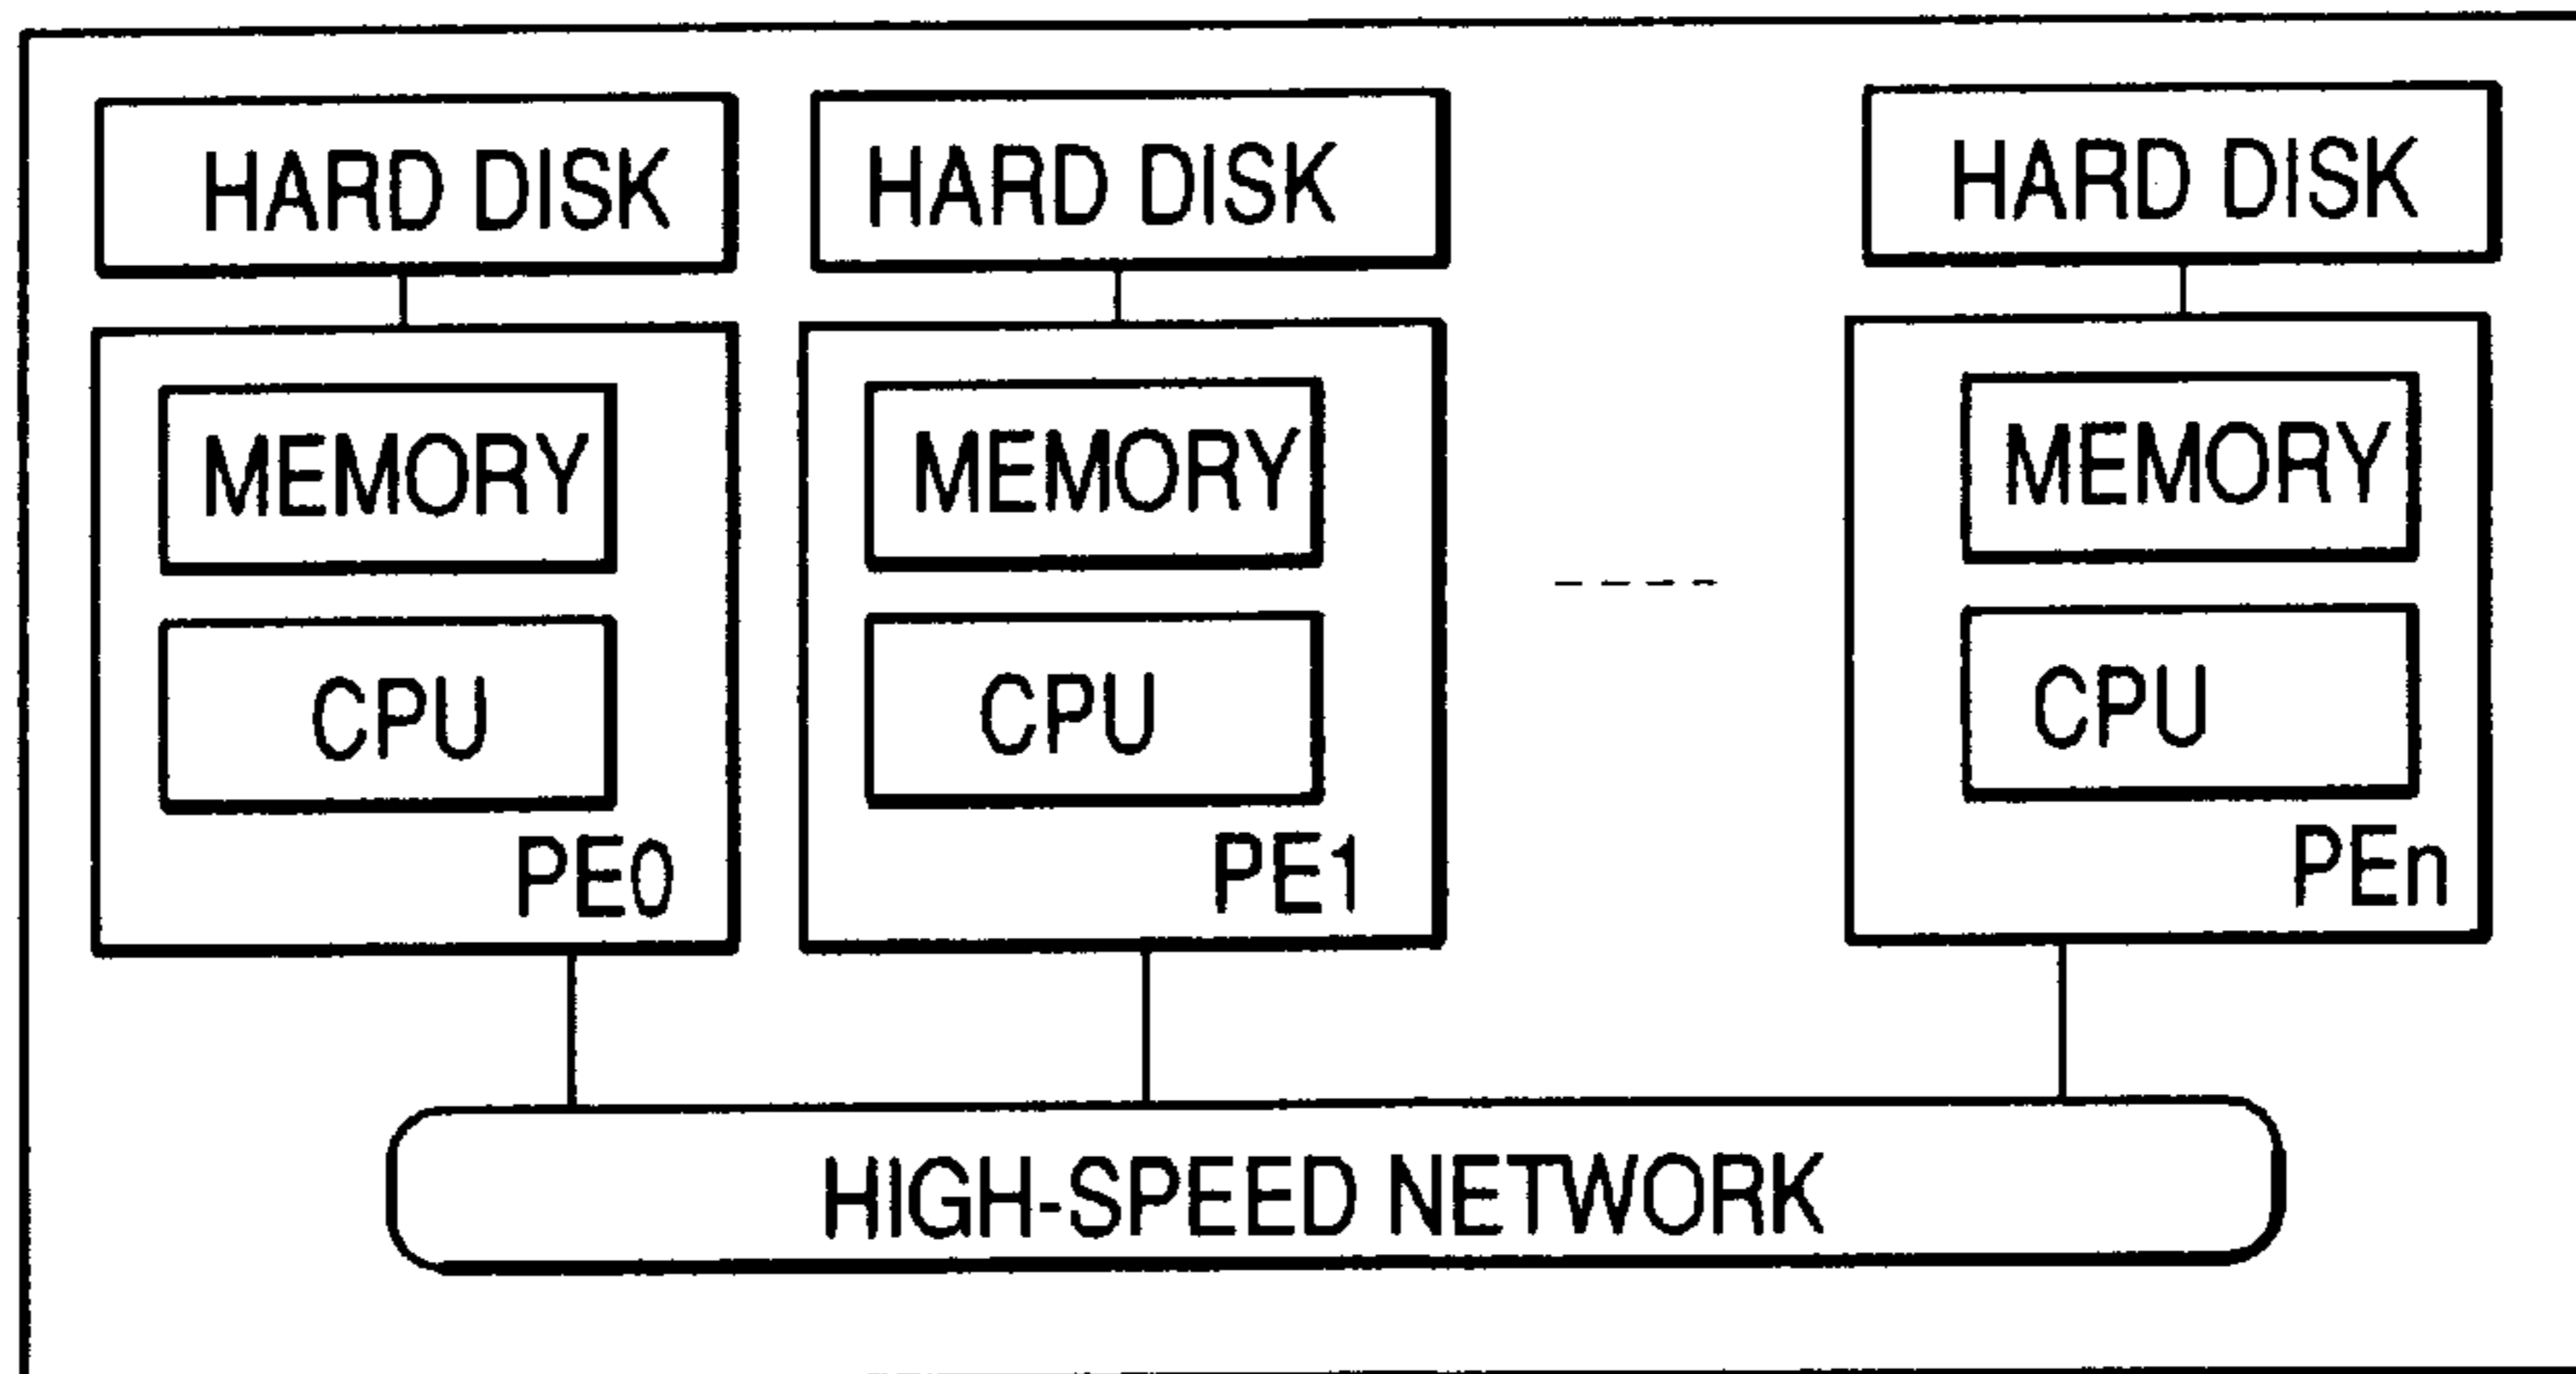 HARD DISK HARD DISK HARD DISK
MEMORY MEMORY MEMORY
CPU CPU CPU
PE0 PE1 PEn
HIGH-SPEED NETWORK